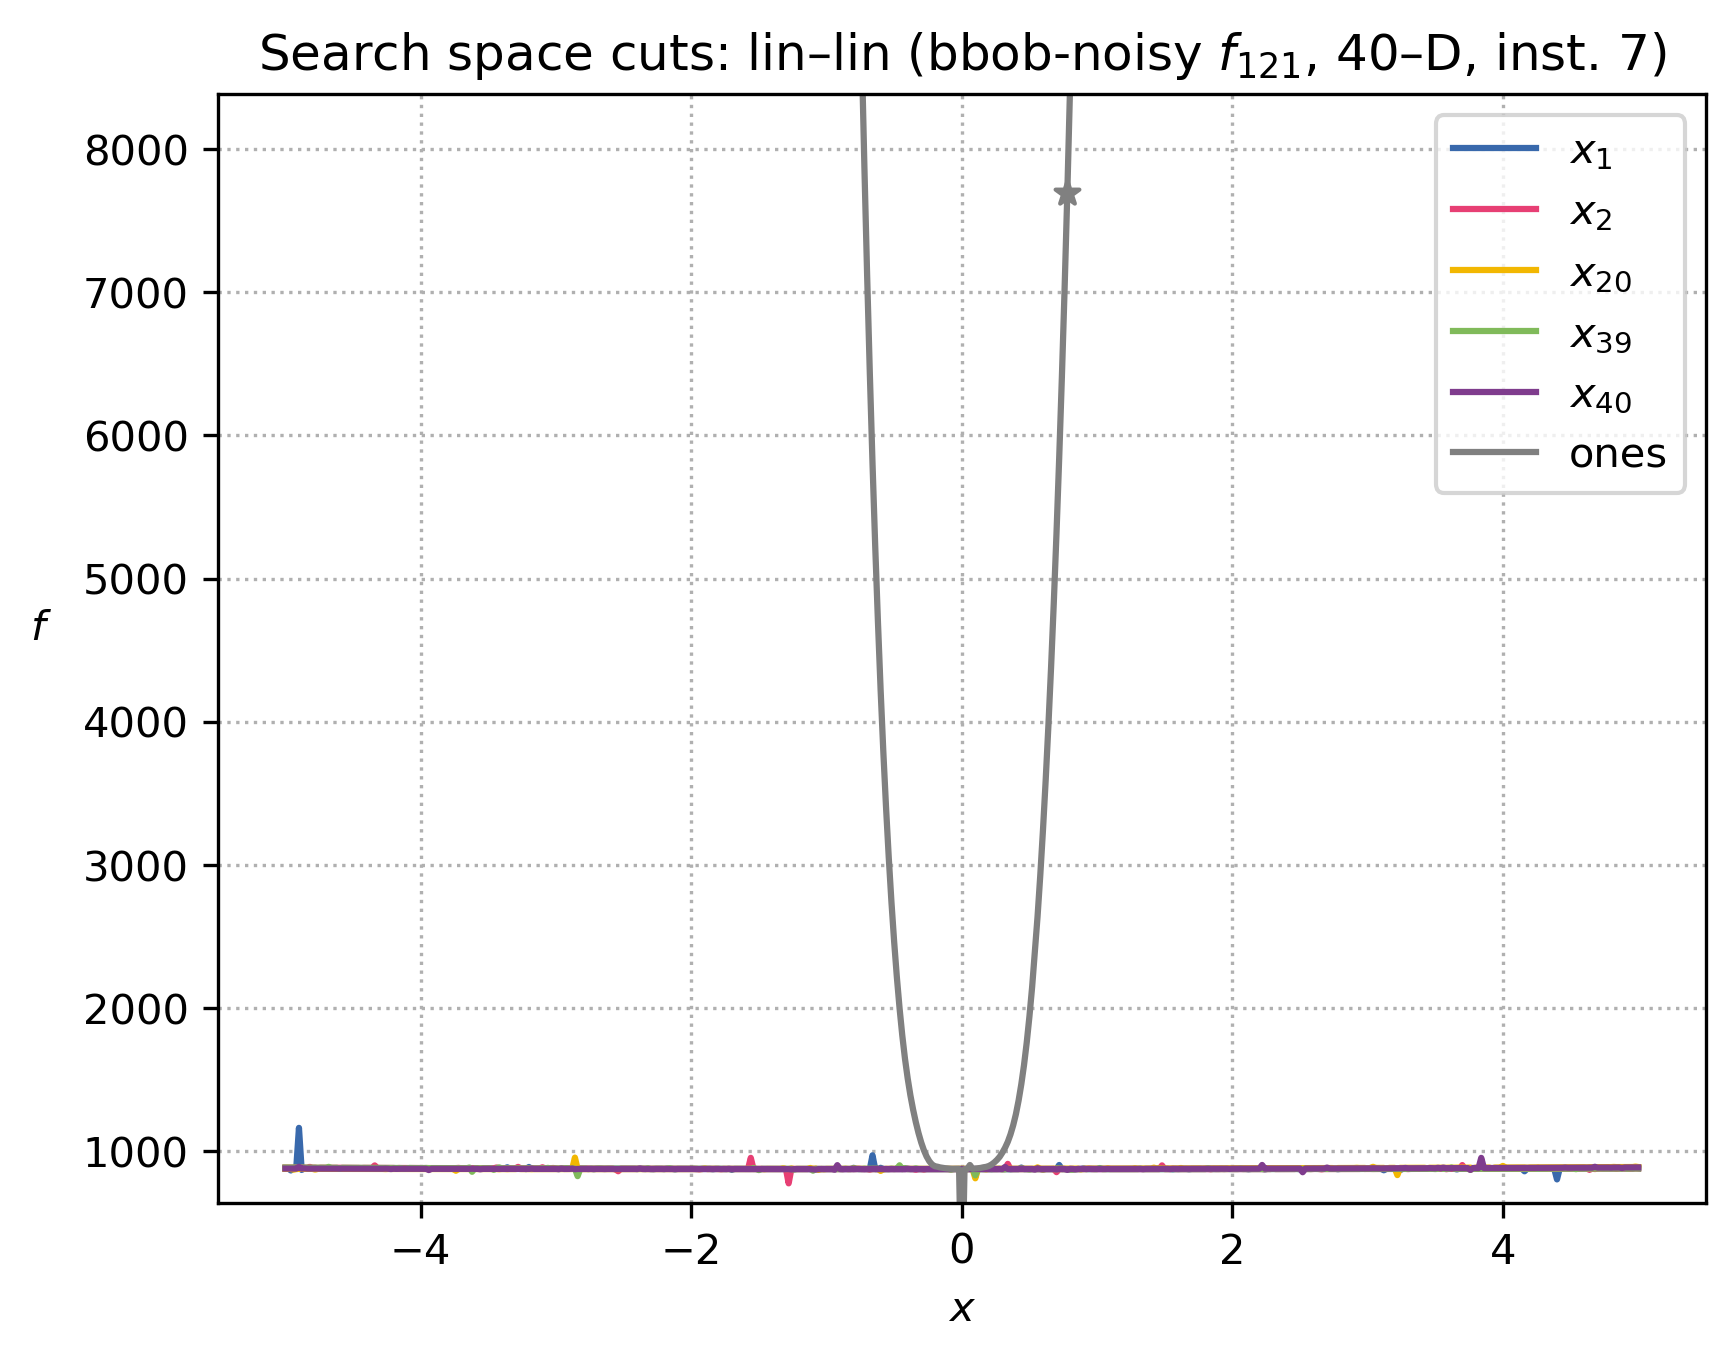 Search space cuts: lin–lin (bbob-noisy f₁₂₁, 40–D, inst. 7)
8000
7000
6000
5000
4000
3000
2000
1000
f
−4
−2
0
2
4
x
x₁
x₂
x₂₀
x₃₉
x₄₀
ones